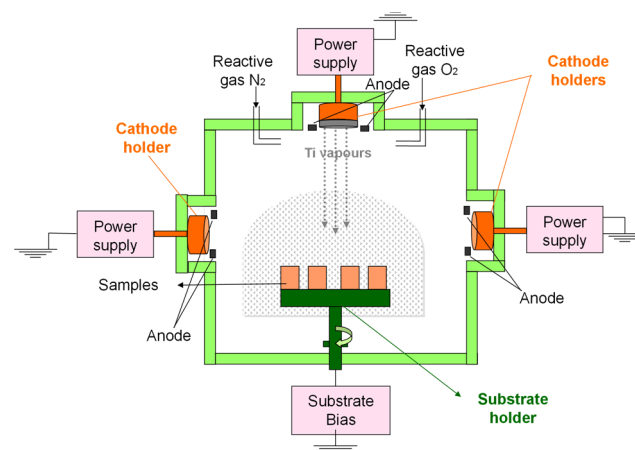 Power
supply
Reactive
gas N2
Reactive
gas O2
Anode
Cathode
holders
Cathode
holder
Ti vapours
Power
supply
Power
supply
Samples
Anode
Anode
Substrate
Bias
Substrate
holder